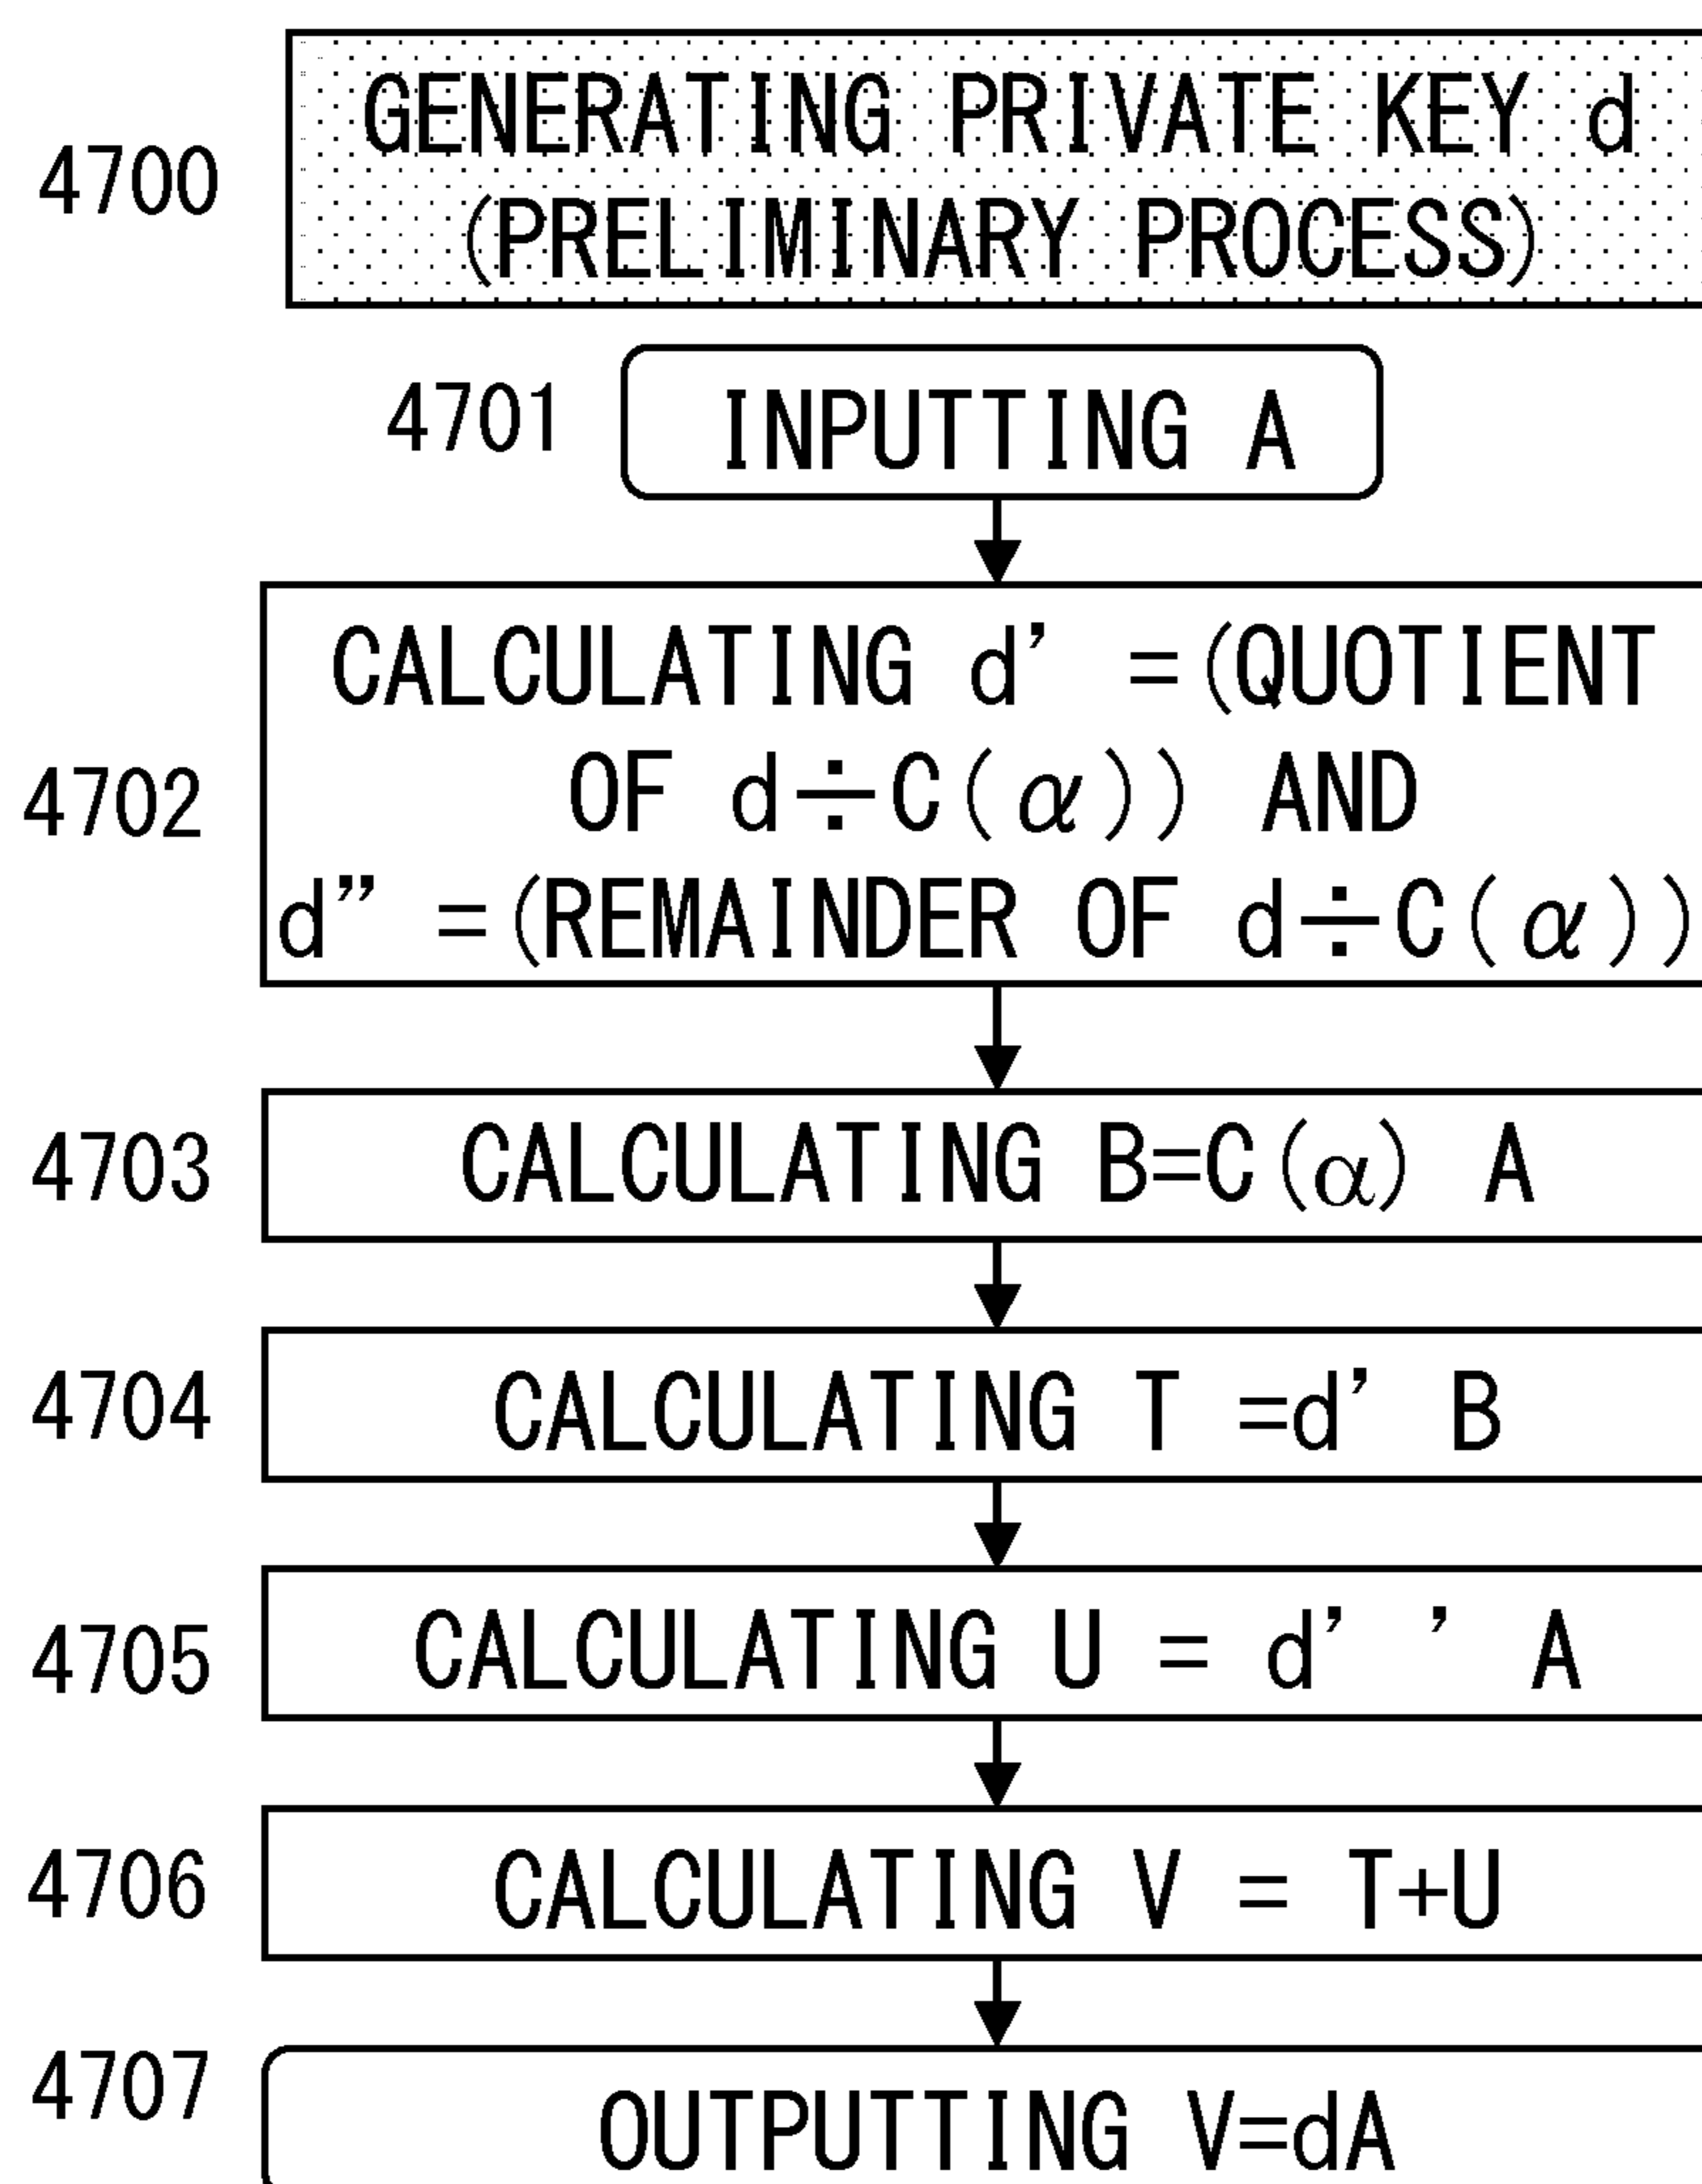 GENERATING PRIVATE KEY d
4700
(PRELIMINARY PROCESS)
4701 INPUTTING A
CALCULATING d’ =(QUOTIENT
4702 OF d÷C(α)) AND
d” =(REMAINDER OF d÷C(α))
4703 CALCULATING B=C(α) A
4704 CALCULATING T =d’ B
4705 CALCULATING U = d’ ’ A
4706 CALCULATING V = T+U
4707 OUTPUTTING V=dA